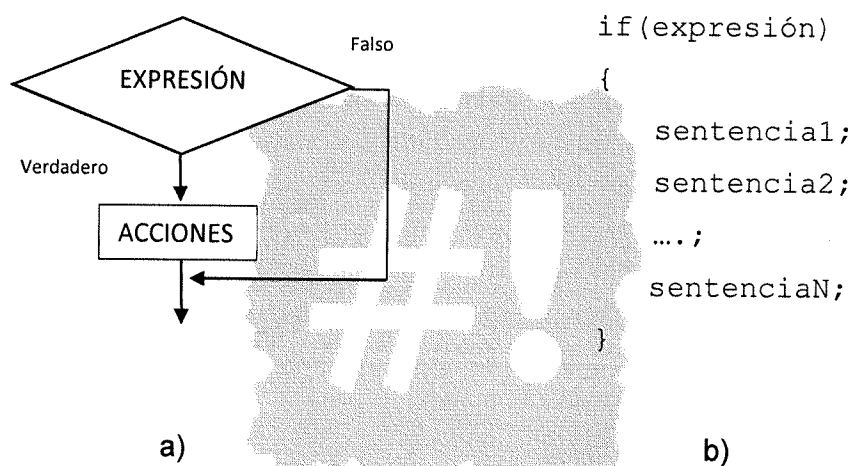 Falso
EXPRESIÓN
Verdadero
ACCIONES
a)
if(expresión)
{
sentencia1;
sentencia2;
….;
sentenciaN;
}
b)
#!